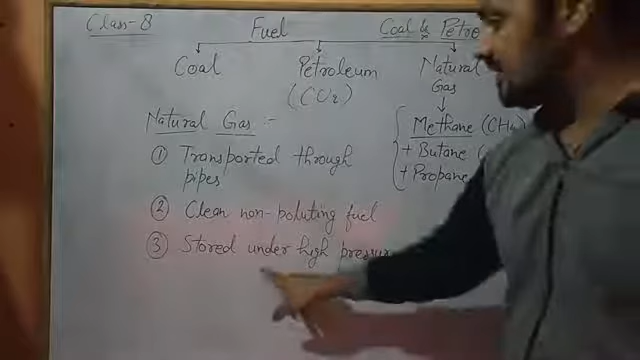 Class-8
Fuel
Coal & Petro
Coal
Petroleum
(CO₂)
Natural
Gas
Methane (CH₄)
+ Butane (
+ Propane
Natural Gas :-
① Transported through
pipes
② Clean non-poluting fuel
③ Stored under high pressur